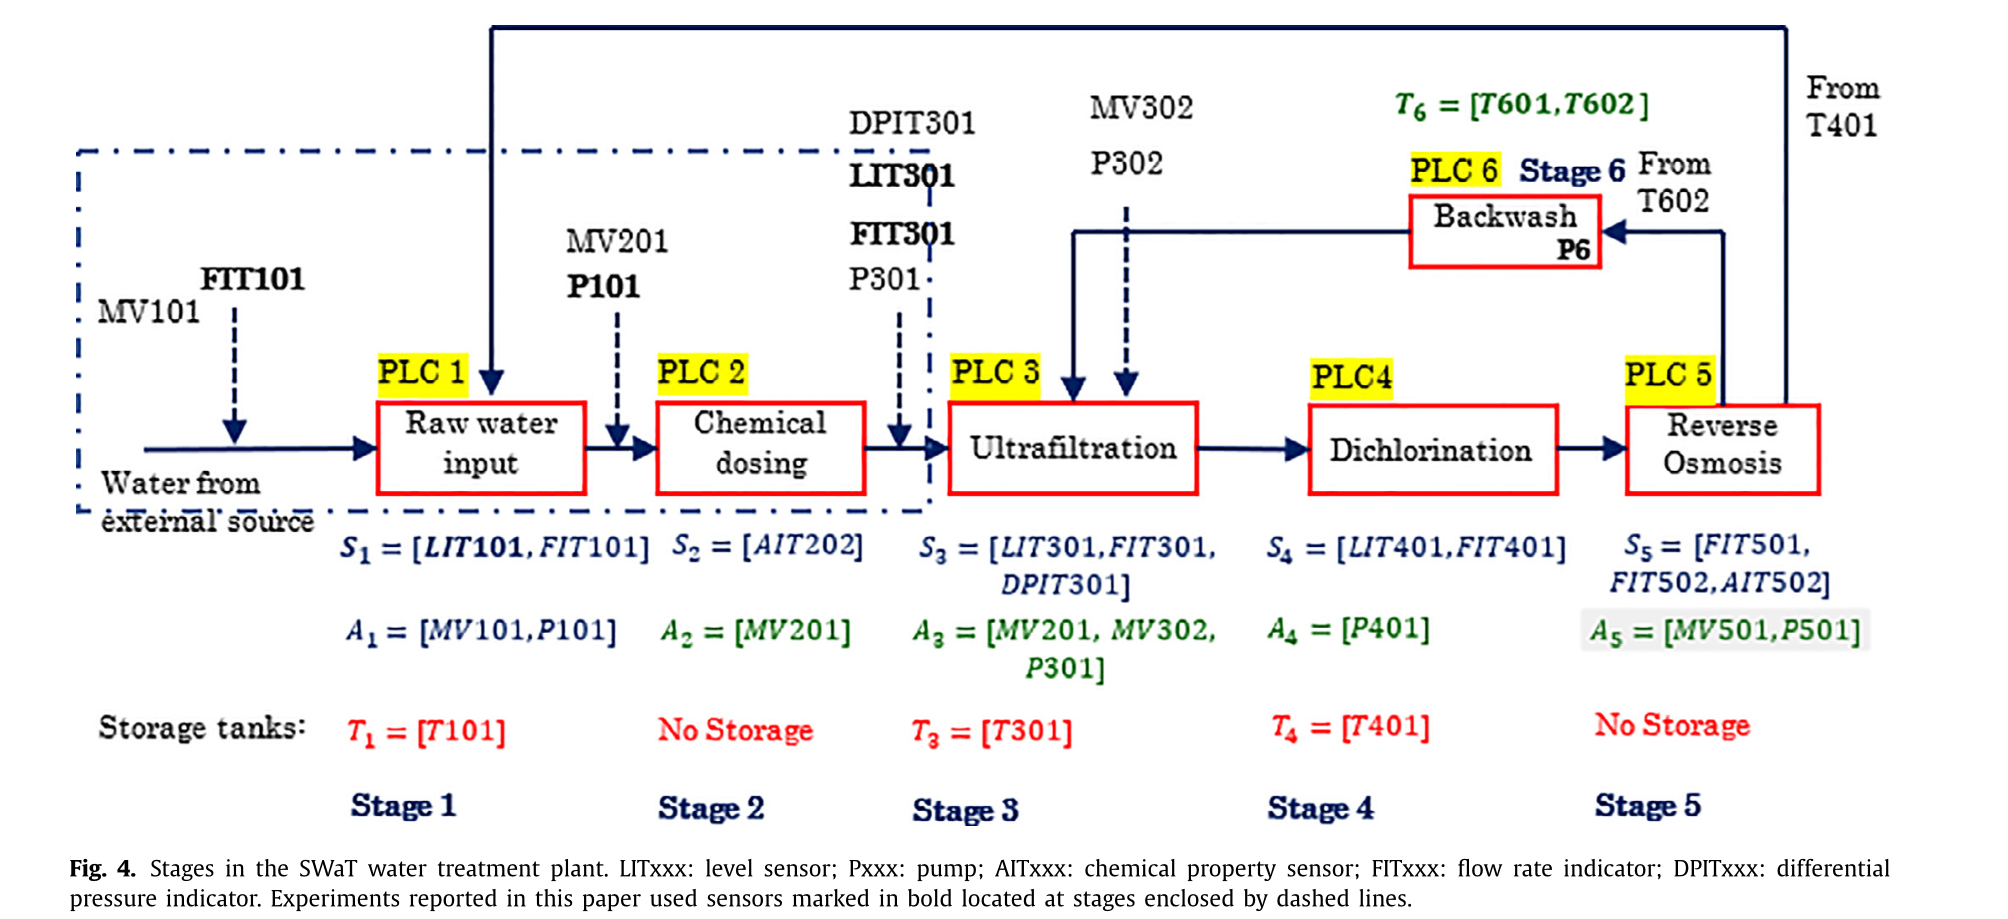 From
T401
T₆ = [T601,T602]
MV302
P302
DPIT301
LIT301
FIT301
P301
PLC 6 Stage 6
From
T602
Backwash
P6
MV201
P101
FIT101
MV101
PLC 1
PLC 2
PLC 3
PLC4
PLC 5
Raw water
input
Chemical
dosing
Ultrafiltration
Dichlorination
Reverse
Osmosis
Water from
external source
S₁ = [LIT101,FIT101]
S₂ = [AIT202]
S₃ = [LIT301,FIT301,
DPIT301]
S₄ = [LIT401,FIT401]
S₅ = [FIT501,
FIT502,AIT502]
A₁ = [MV101,P101]
A₂ = [MV201]
A₃ = [MV201, MV302,
P301]
A₄ = [P401]
A₅ = [MV501,P501]
Storage tanks:
T₁ = [T101]
No Storage
T₃ = [T301]
T₄ = [T401]
No Storage
Stage 1
Stage 2
Stage 3
Stage 4
Stage 5
Fig. 4. Stages in the SWaT water treatment plant. LITxxx: level sensor; Pxxx: pump; AITxxx: chemical property sensor; FITxxx: flow rate indicator; DPITxxx: differential
pressure indicator. Experiments reported in this paper used sensors marked in bold located at stages enclosed by dashed lines.